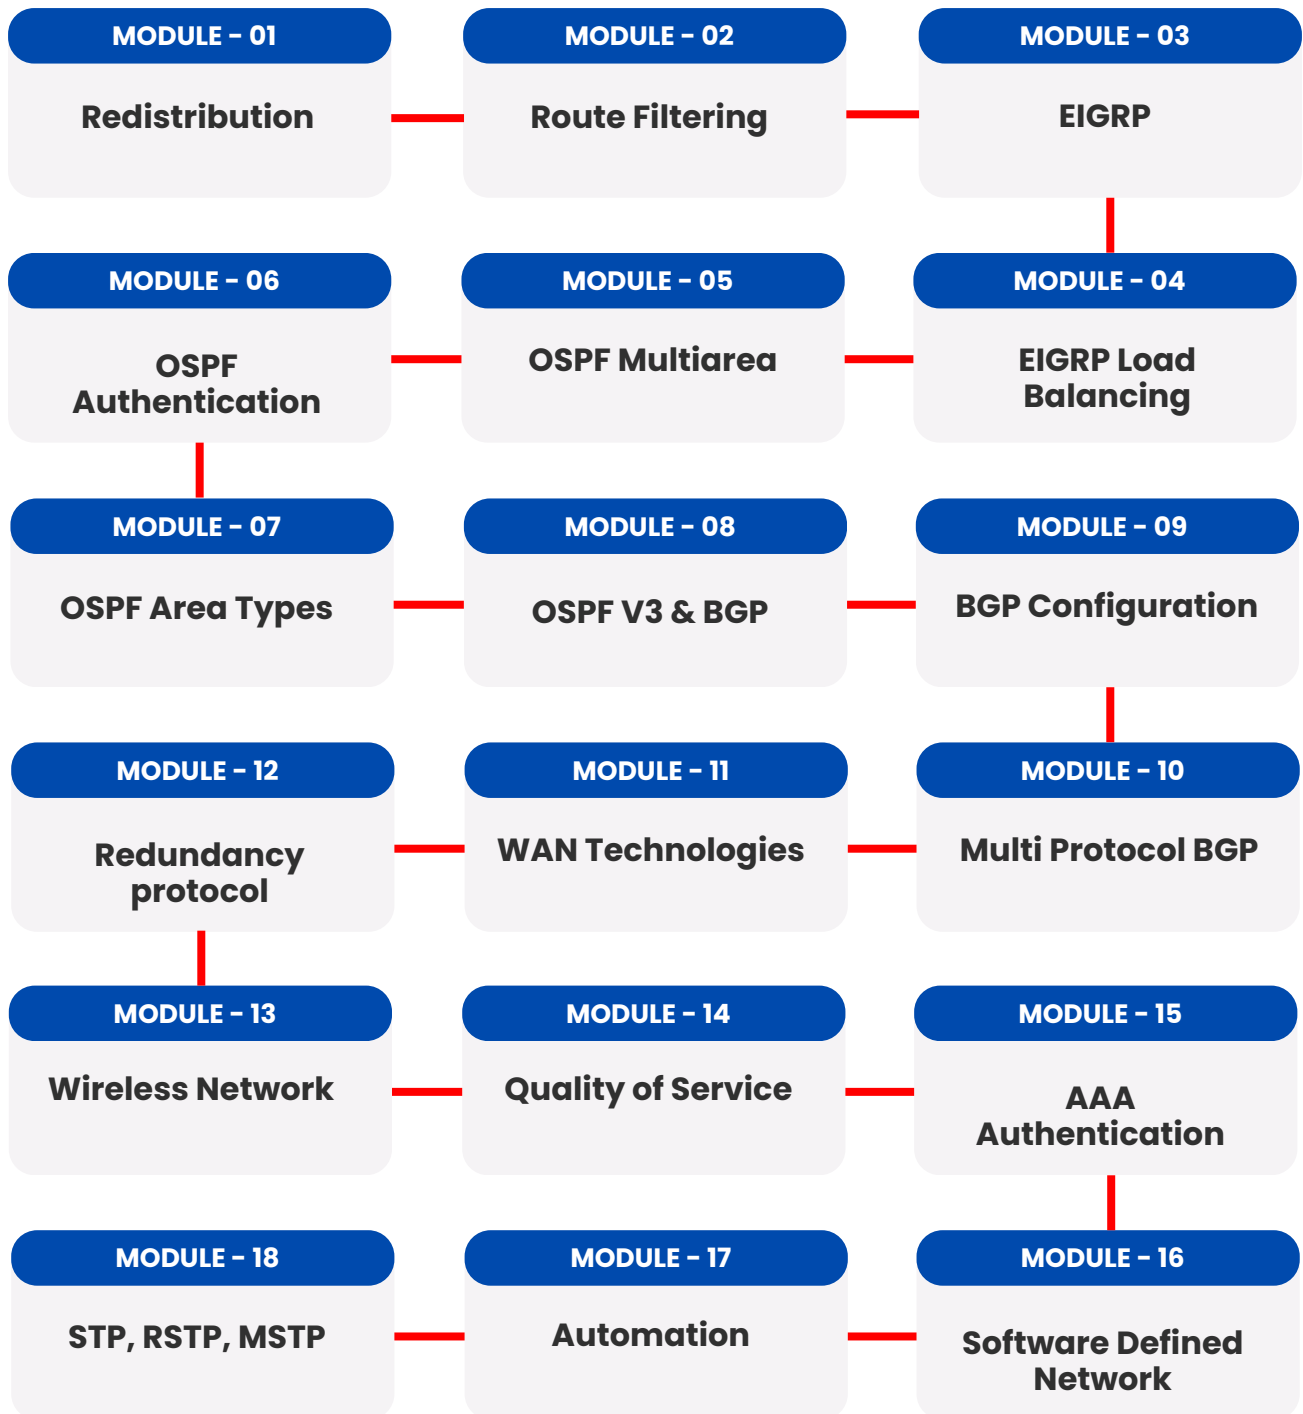 MODULE - 01
Redistribution
MODULE - 02
Route Filtering
MODULE - 03
EIGRP
MODULE - 04
EIGRP Load
Balancing
MODULE - 05
OSPF Multiarea
MODULE - 06
OSPF
Authentication
MODULE - 07
OSPF Area Types
MODULE - 08
OSPF V3 & BGP
MODULE - 09
BGP Configuration
MODULE - 10
Multi Protocol BGP
MODULE - 11
WAN Technologies
MODULE - 12
Redundancy
protocol
MODULE - 13
Wireless Network
MODULE - 14
Quality of Service
MODULE - 15
AAA
Authentication
MODULE - 16
Software Defined
Network
MODULE - 17
Automation
MODULE - 18
STP, RSTP, MSTP